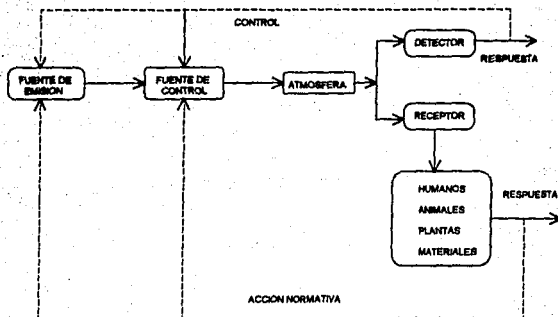 CONTROL
DETECTOR
RESPUESTA
FUENTE DE
EMISION
FUENTE DE
CONTROL
ATMOSFERA
RECEPTOR
HUMANOS
ANIMALES
PLANTAS
MATERIALES
RESPUESTA
ACCION NORMATIVA